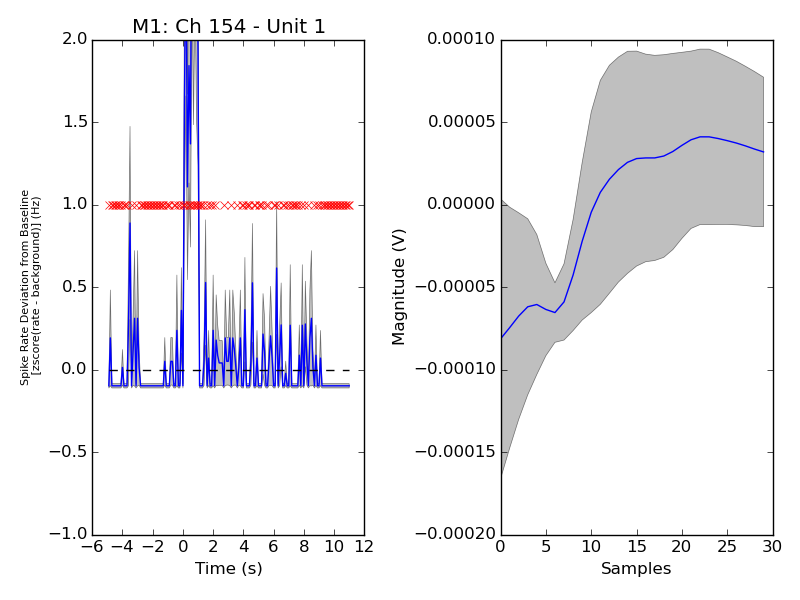 M1: Ch 154 - Unit 1
2.0
1.5
1.0
0.5
0.0
−0.5
−1.0
−6 −4 −2 0 2 4 6 8 10 12
Time (s)
Spike Rate Deviation from Baseline
[zscore(rate - background)] (Hz)
0.00010
0.00005
0.00000
−0.00005
−0.00010
−0.00015
−0.00020
0 5 10 15 20 25 30
Samples
Magnitude (V)